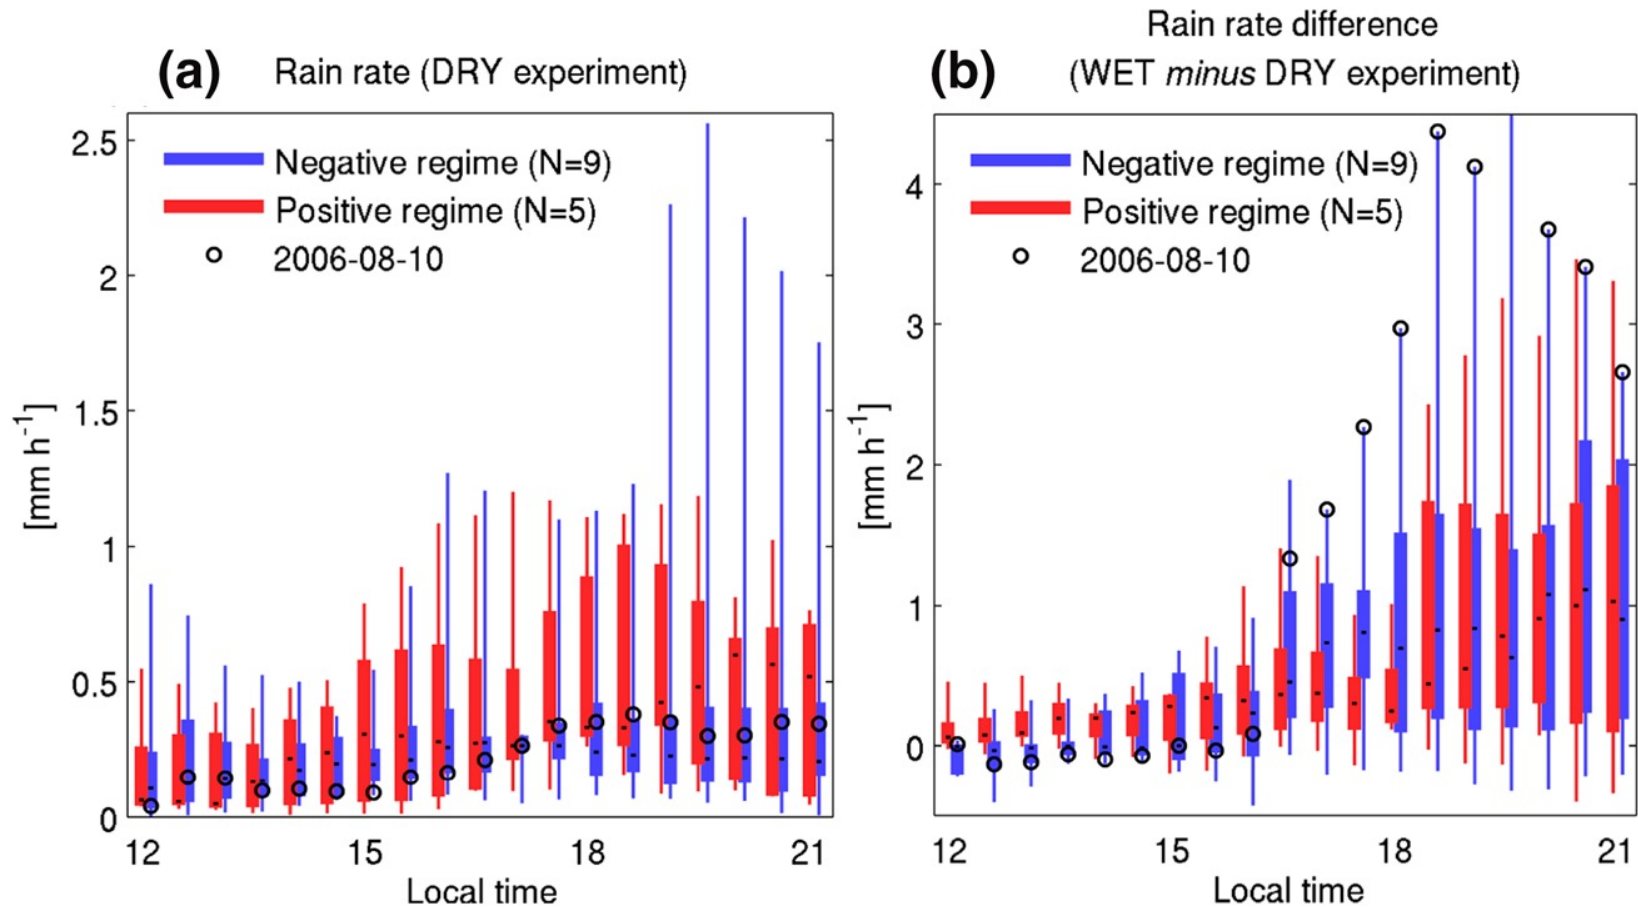 (a) Rain rate (DRY experiment)
[mm h-1]
2.5
2
1.5
1
0.5
0
Negative regime (N=9)
Positive regime (N=5)
2006-08-10
12 15 18 21
Local time
Rain rate difference
(b) (WET minus DRY experiment)
[mm h-1]
4
3
2
1
0
Negative regime (N=9)
Positive regime (N=5)
2006-08-10
12 15 18 21
Local time